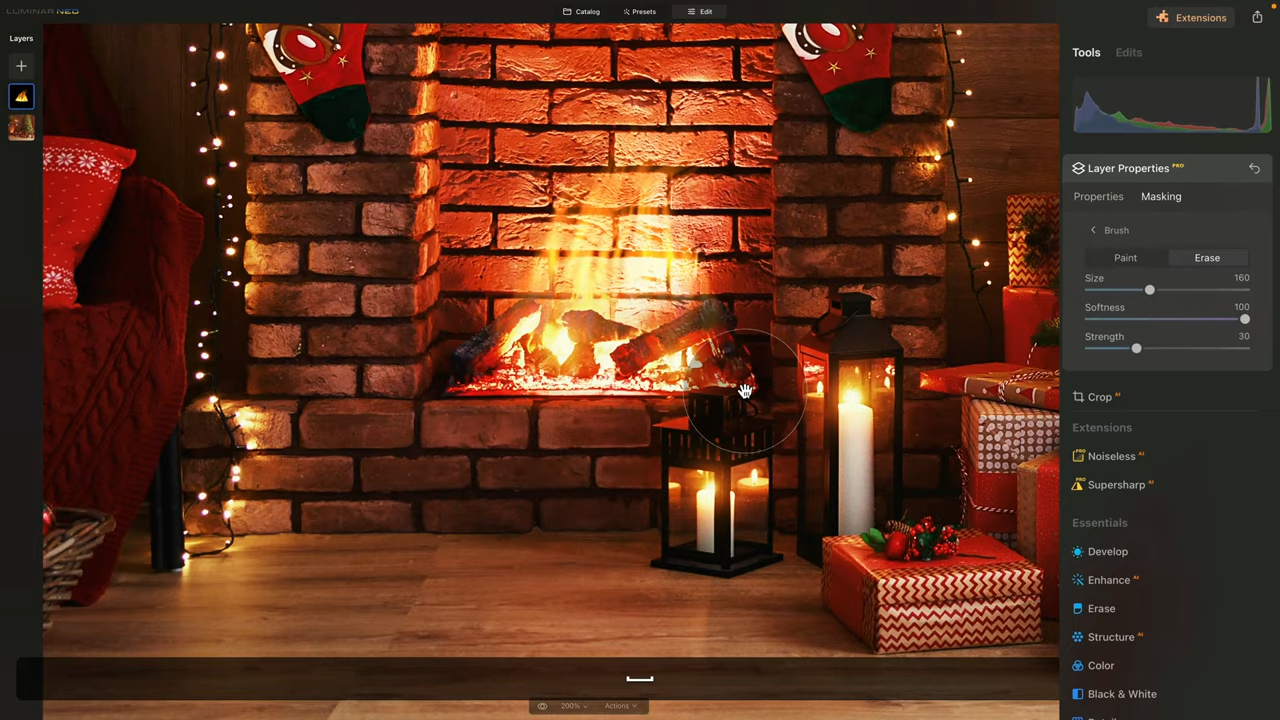 LUMINAR NEO
Catalog
Presets
Edit
Extensions
Layers
Tools
Edits
Layer Properties PRO
Properties
Masking
Brush
Paint
Erase
Size
160
Softness
100
Strength
30
Crop AI
Extensions
PRO Noiseless AI
PRO Supersharp AI
Essentials
Develop
Enhance AI
Erase
Structure AI
Color
Black & White
200%
Actions